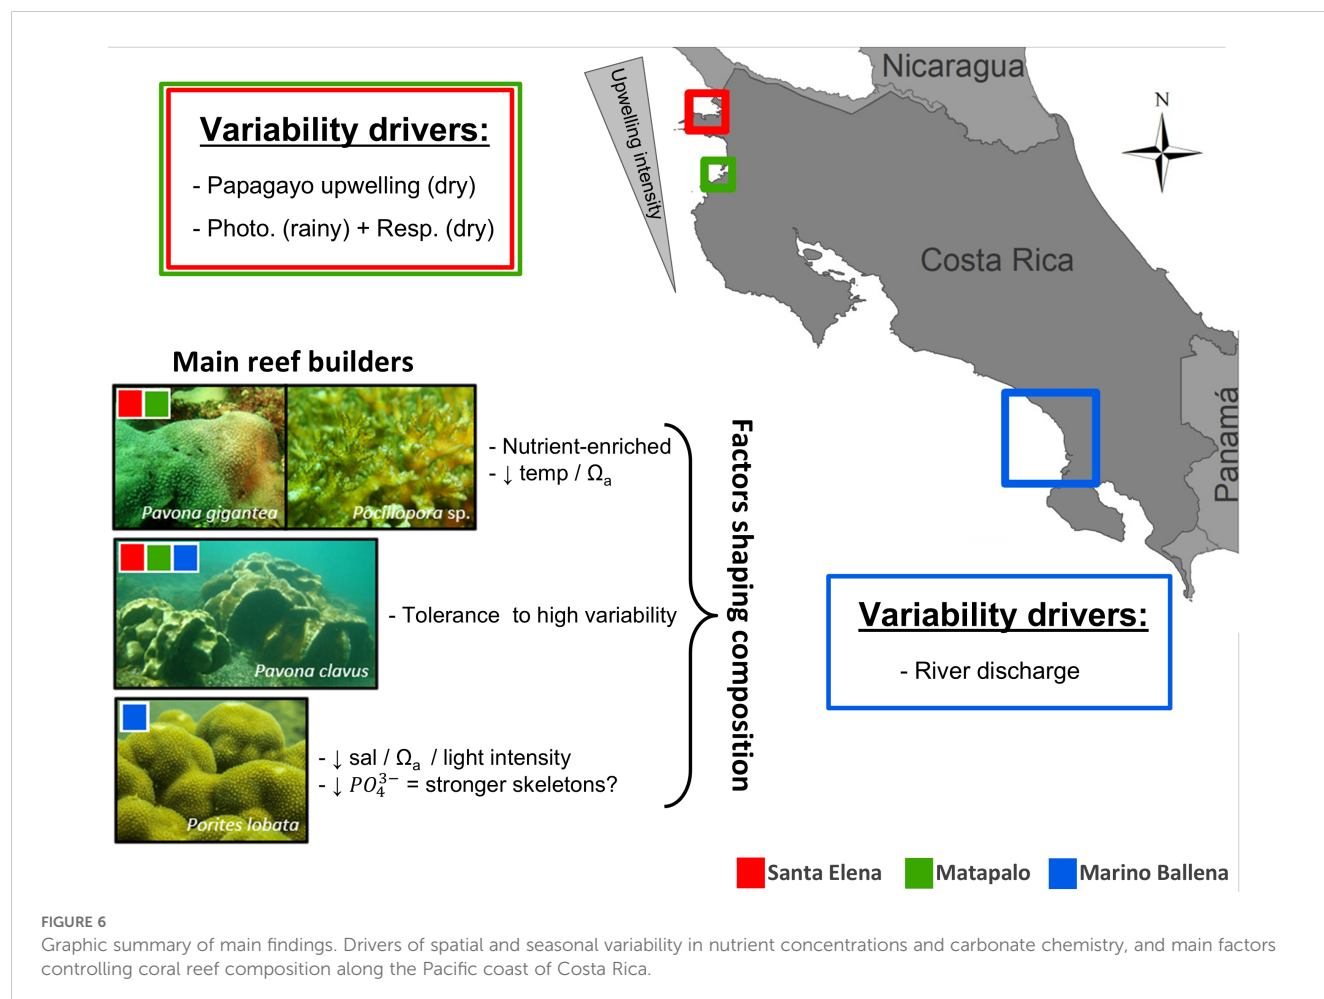 Variability drivers:
- Papagayo upwelling (dry)
- Photo. (rainy) + Resp. (dry)
Upwelling intensity
Nicaragua
N
Costa Rica
Panamá
Main reef builders
Pavona gigantea
Pocillopora sp.
- Nutrient-enriched
- ↓ temp / Ωₐ
Pavona clavus
- Tolerance to high variability
Porites lobata
- ↓ sal / Ωₐ / light intensity
- ↓ PO₄³⁻ = stronger skeletons?
Factors shaping composition
Variability drivers:
- River discharge
Santa Elena
Matapalo
Marino Ballena
FIGURE 6
Graphic summary of main findings. Drivers of spatial and seasonal variability in nutrient concentrations and carbonate chemistry, and main factors
controlling coral reef composition along the Pacific coast of Costa Rica.